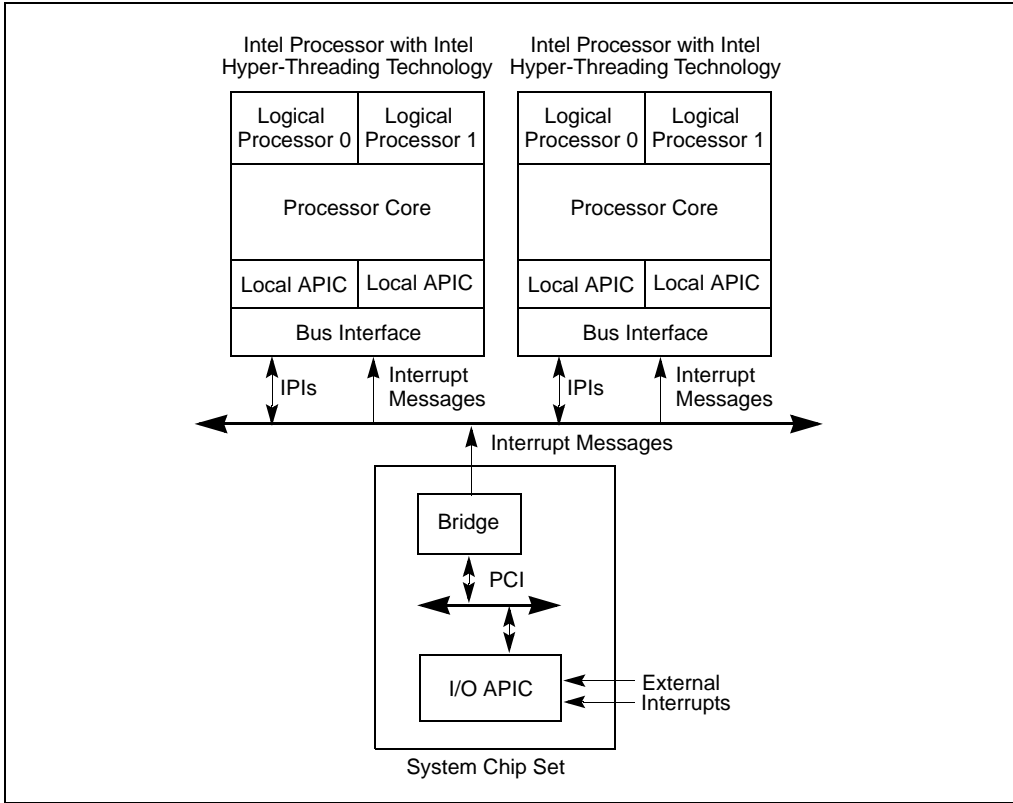 Intel Processor with Intel
Hyper-Threading Technology
Intel Processor with Intel
Hyper-Threading Technology
Logical
Processor 0
Logical
Processor 1
Logical
Processor 0
Logical
Processor 1
Processor Core
Processor Core
Local APIC
Local APIC
Local APIC
Local APIC
Bus Interface
Bus Interface
IPIs
Interrupt
Messages
IPIs
Interrupt
Messages
Interrupt Messages
Bridge
PCI
I/O APIC
External
Interrupts
System Chip Set